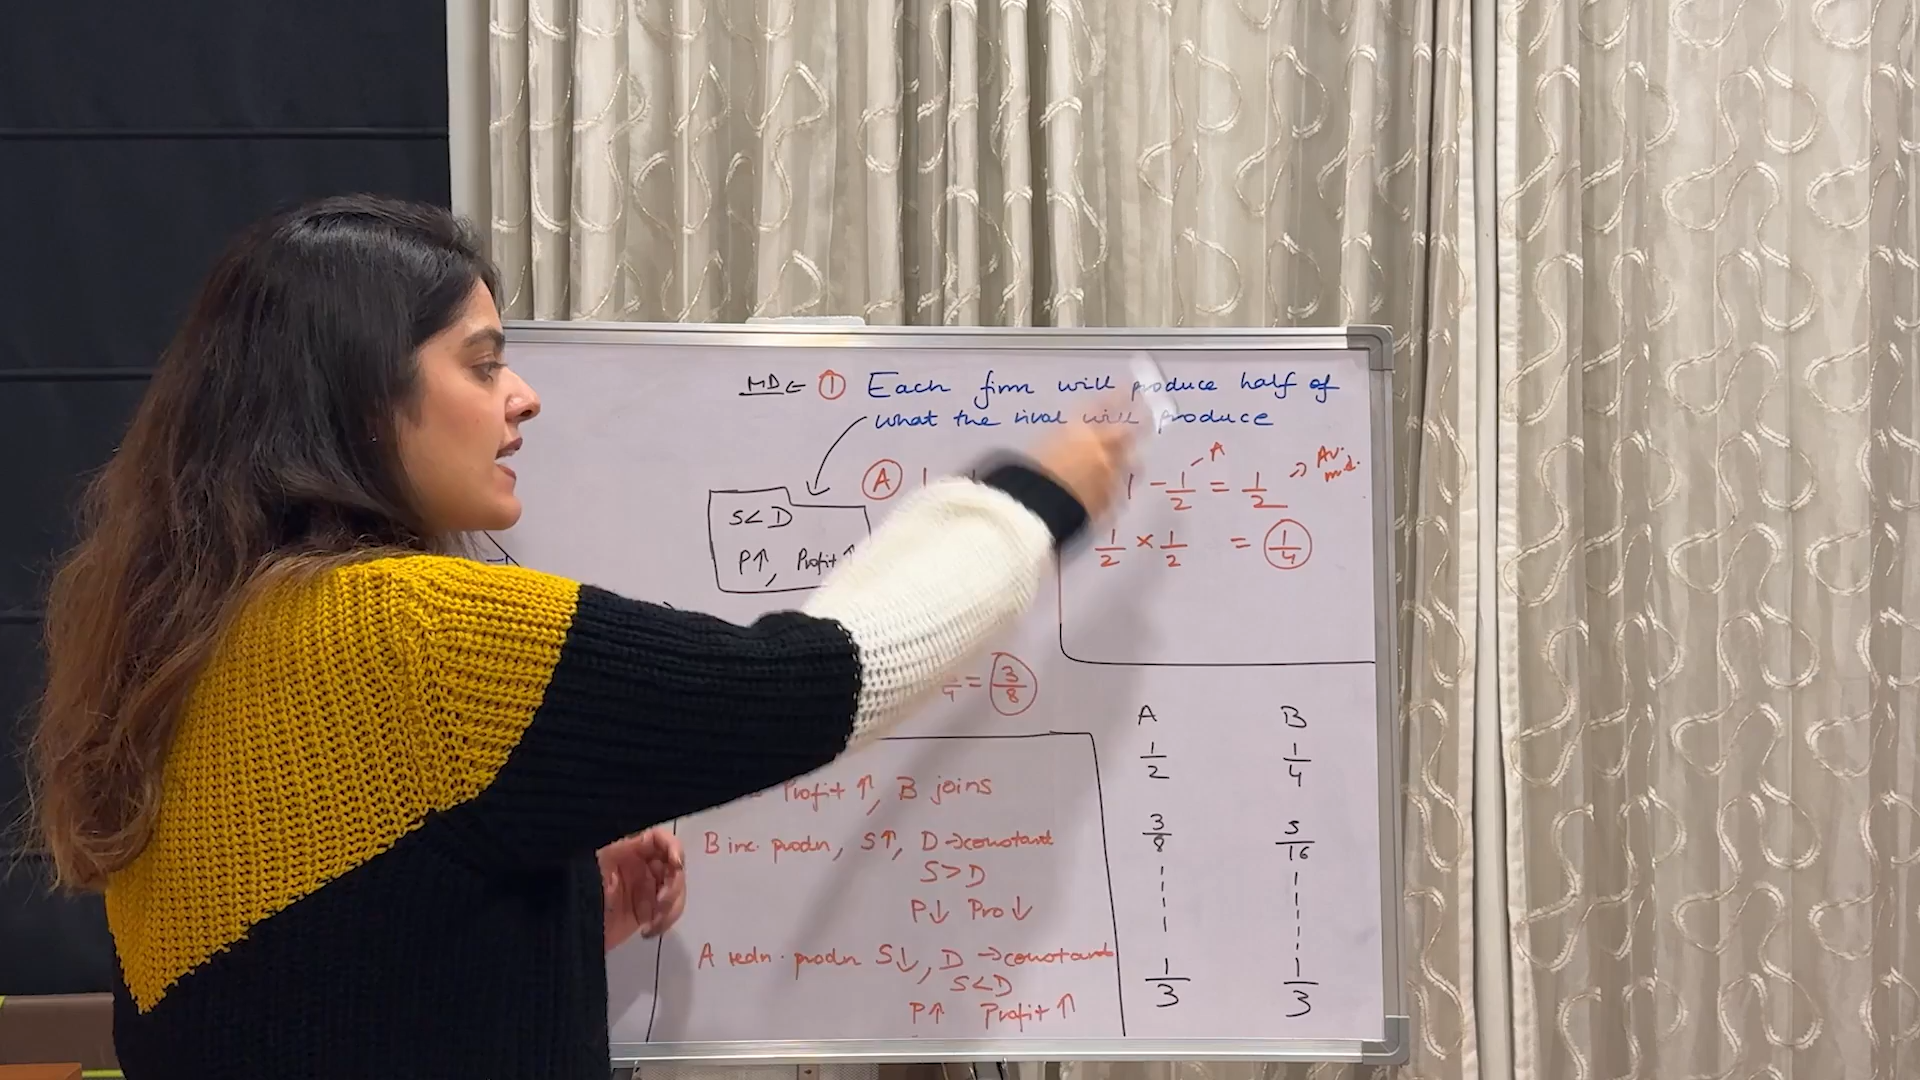 MDE ① Each firm will produce half of
what the rival will produce
A
S<D
P↑, Profit ↑
1 - 1/2 = 1/2
A
Av.
1/2 × 1/2 = 1/4
= 3/8
Profit ↑, B joins
B inc. prodn, S↑, D→constant
S>D
P↓ Pro↓
A redn. prodn S↓, D →constant
S<D
P↑ Profit ↑
A B
1/2 1/4
3/8 5/16
1/3 1/3